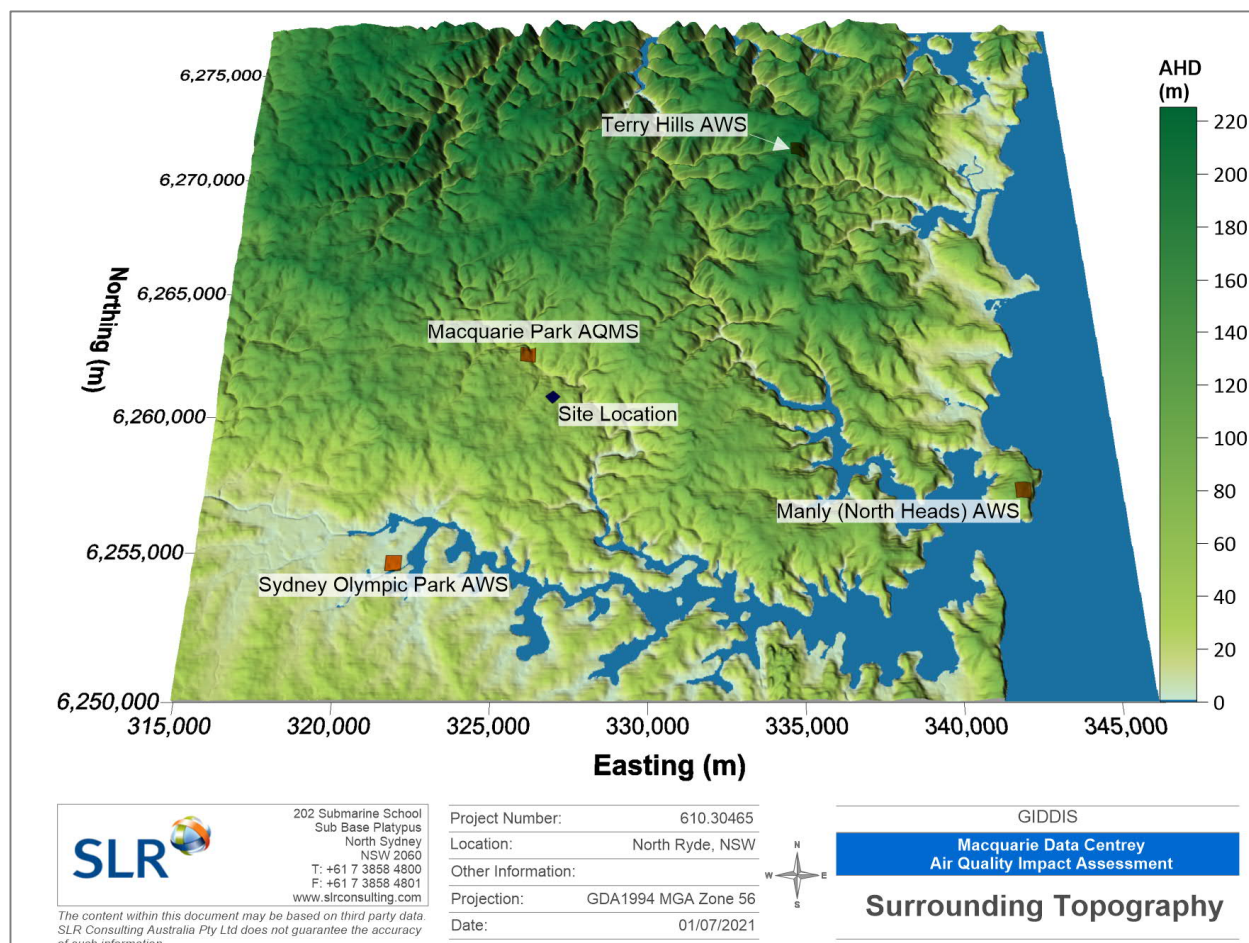 6,275,000
6,270,000
6,265,000
6,260,000
6,255,000
6,250,000
Northing (m)
315,000
320,000
325,000
330,000
335,000
340,000
345,000
Easting (m)
Terry Hills AWS
Macquarie Park AQMS
Site Location
Manly (North Heads) AWS
Sydney Olympic Park AWS
AHD
(m)
220
200
180
160
140
120
100
80
60
40
20
0
SLR
202 Submarine School
Sub Base Platypus
North Sydney
NSW 2060
T: +61 7 3858 4800
F: +61 7 3858 4801
www.slrconsulting.com
The content within this document may be based on third party data.
SLR Consulting Australia Pty Ltd does not guarantee the accuracy
of such information.
Project Number: 610.30465
Location: North Ryde, NSW
Other Information:
Projection: GDA1994 MGA Zone 56
Date: 01/07/2021
N
W E
S
GIDDIS
Macquarie Data Centrey
Air Quality Impact Assessment
Surrounding Topography